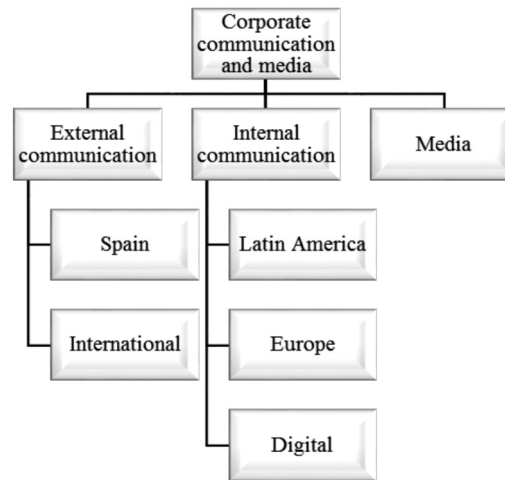 Corporate
communication
and media
External
communication
Internal
communication
Media
Spain
Latin America
International
Europe
Digital